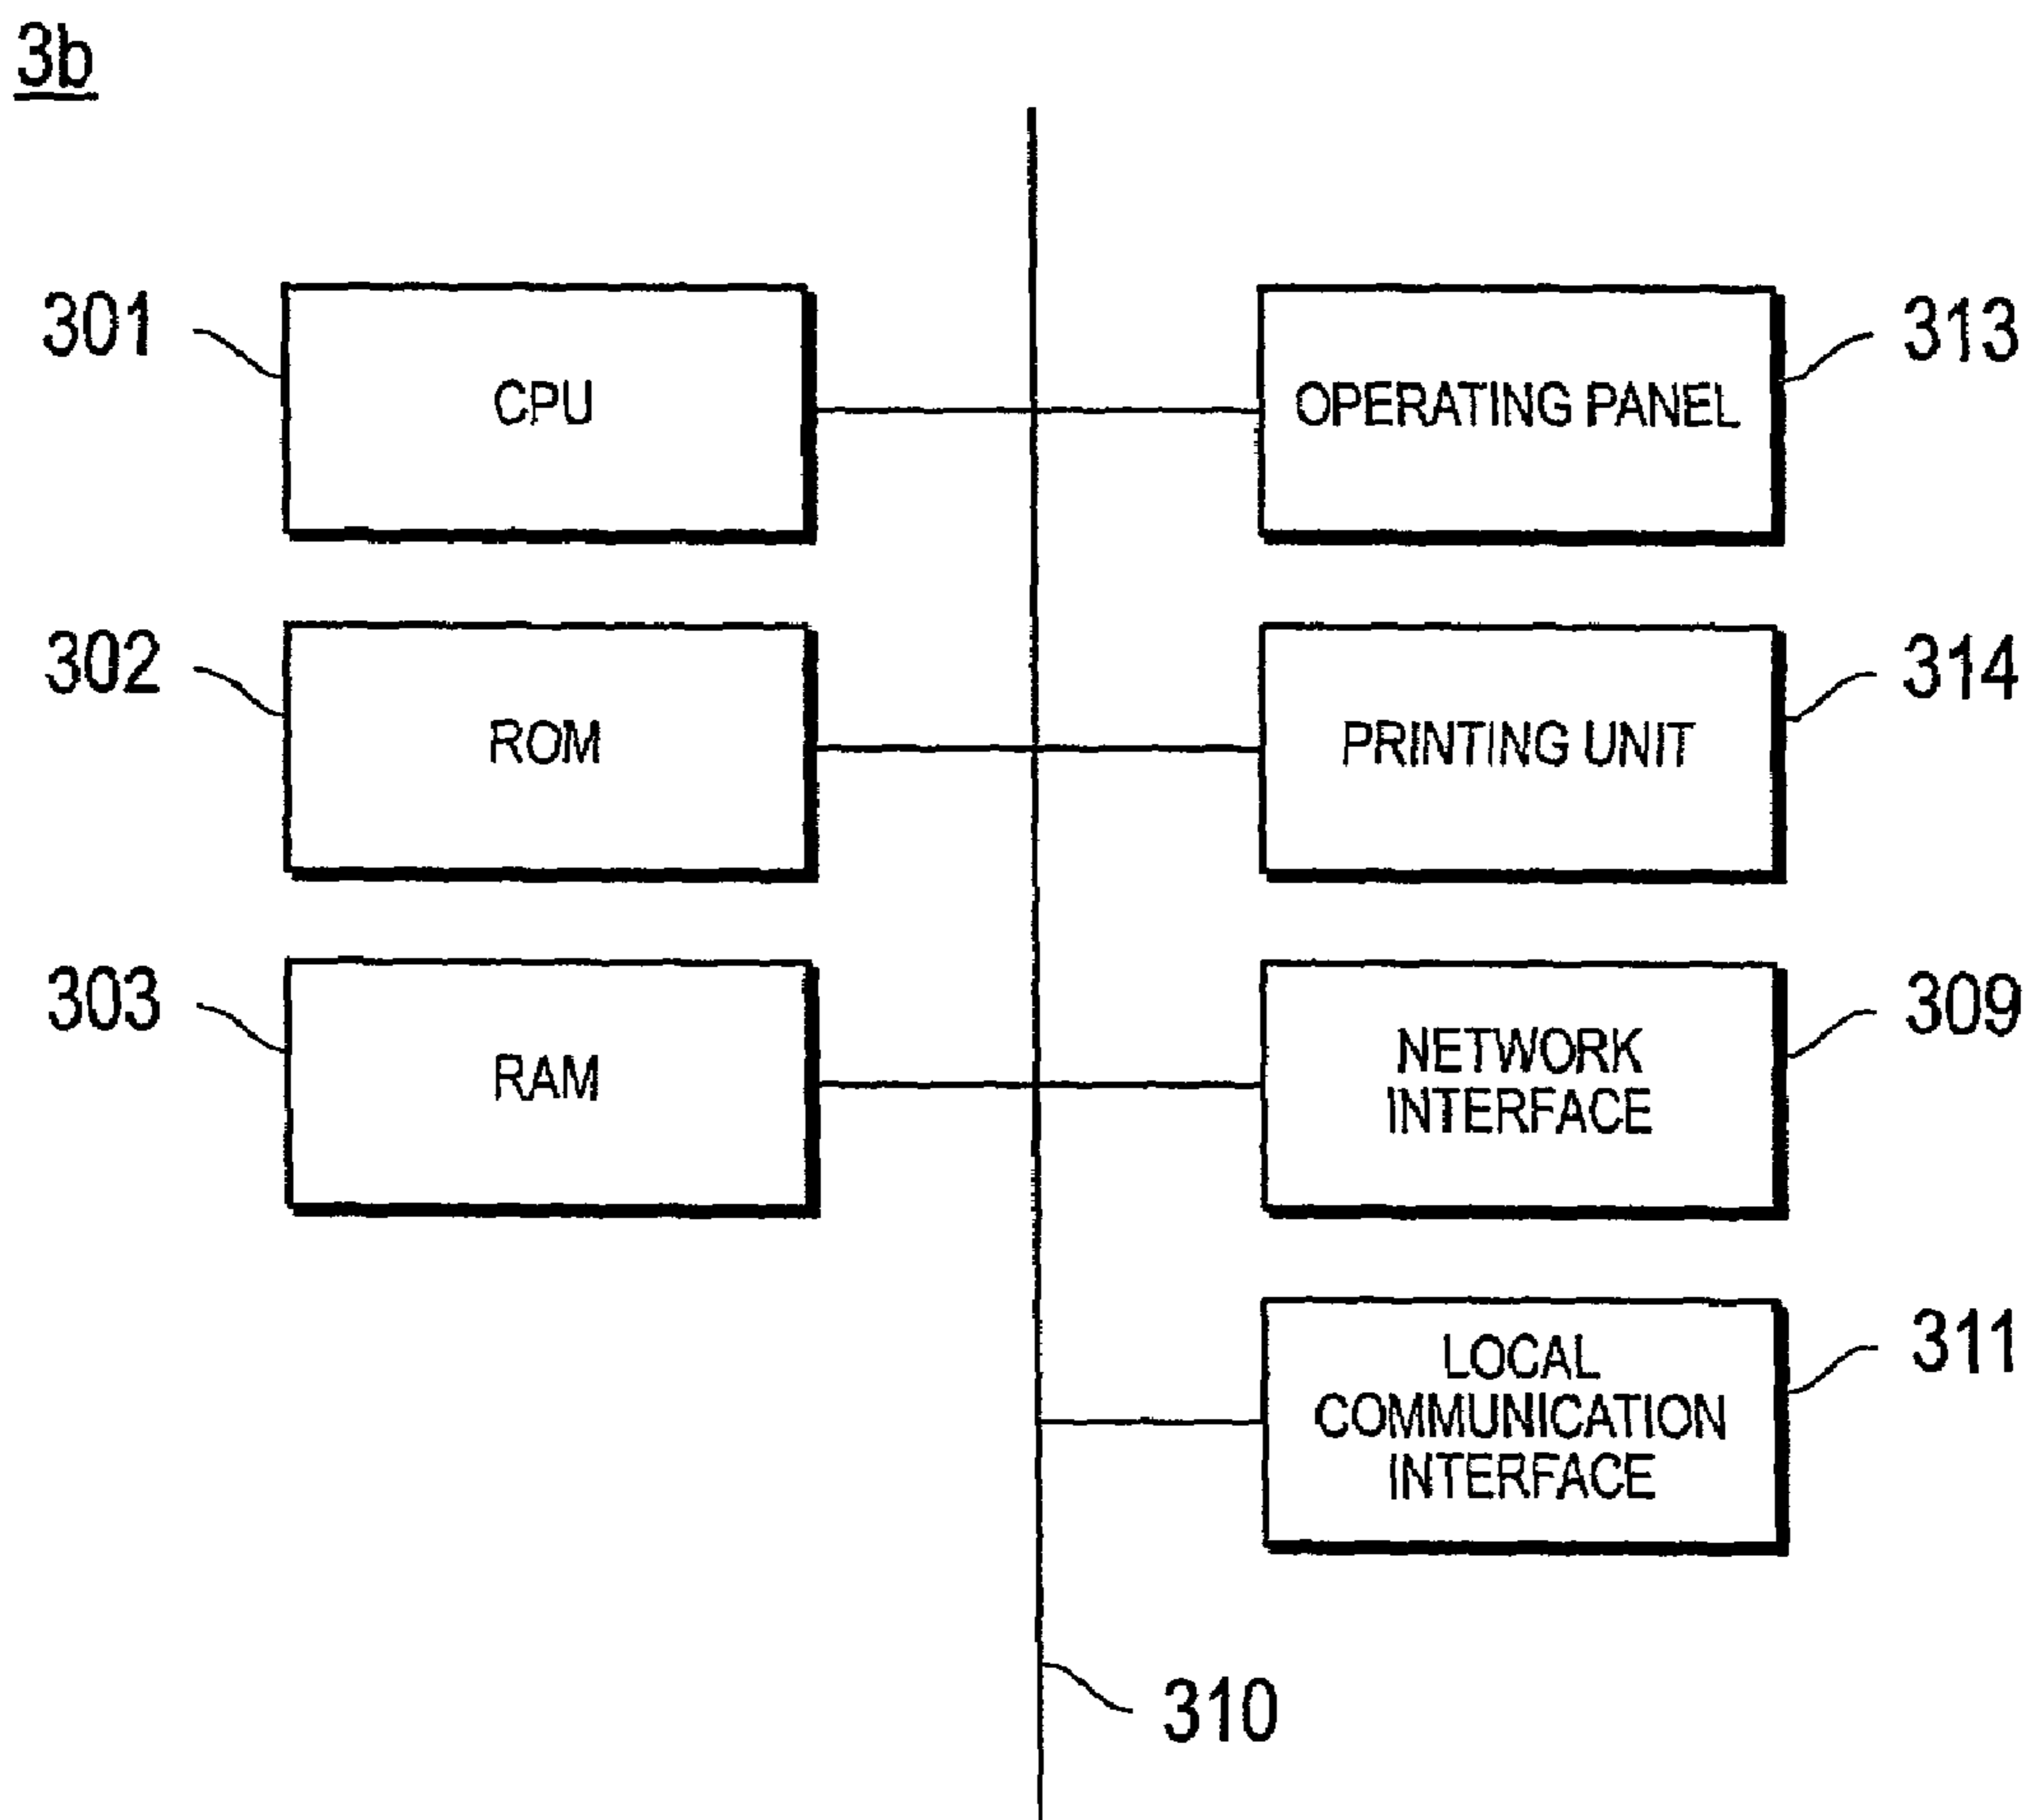 3b
301
CPU
OPERATING PANEL
313
302
ROM
PRINTING UNIT
314
303
RAM
NETWORK
INTERFACE
309
LOCAL
COMMUNICATION
INTERFACE
311
310